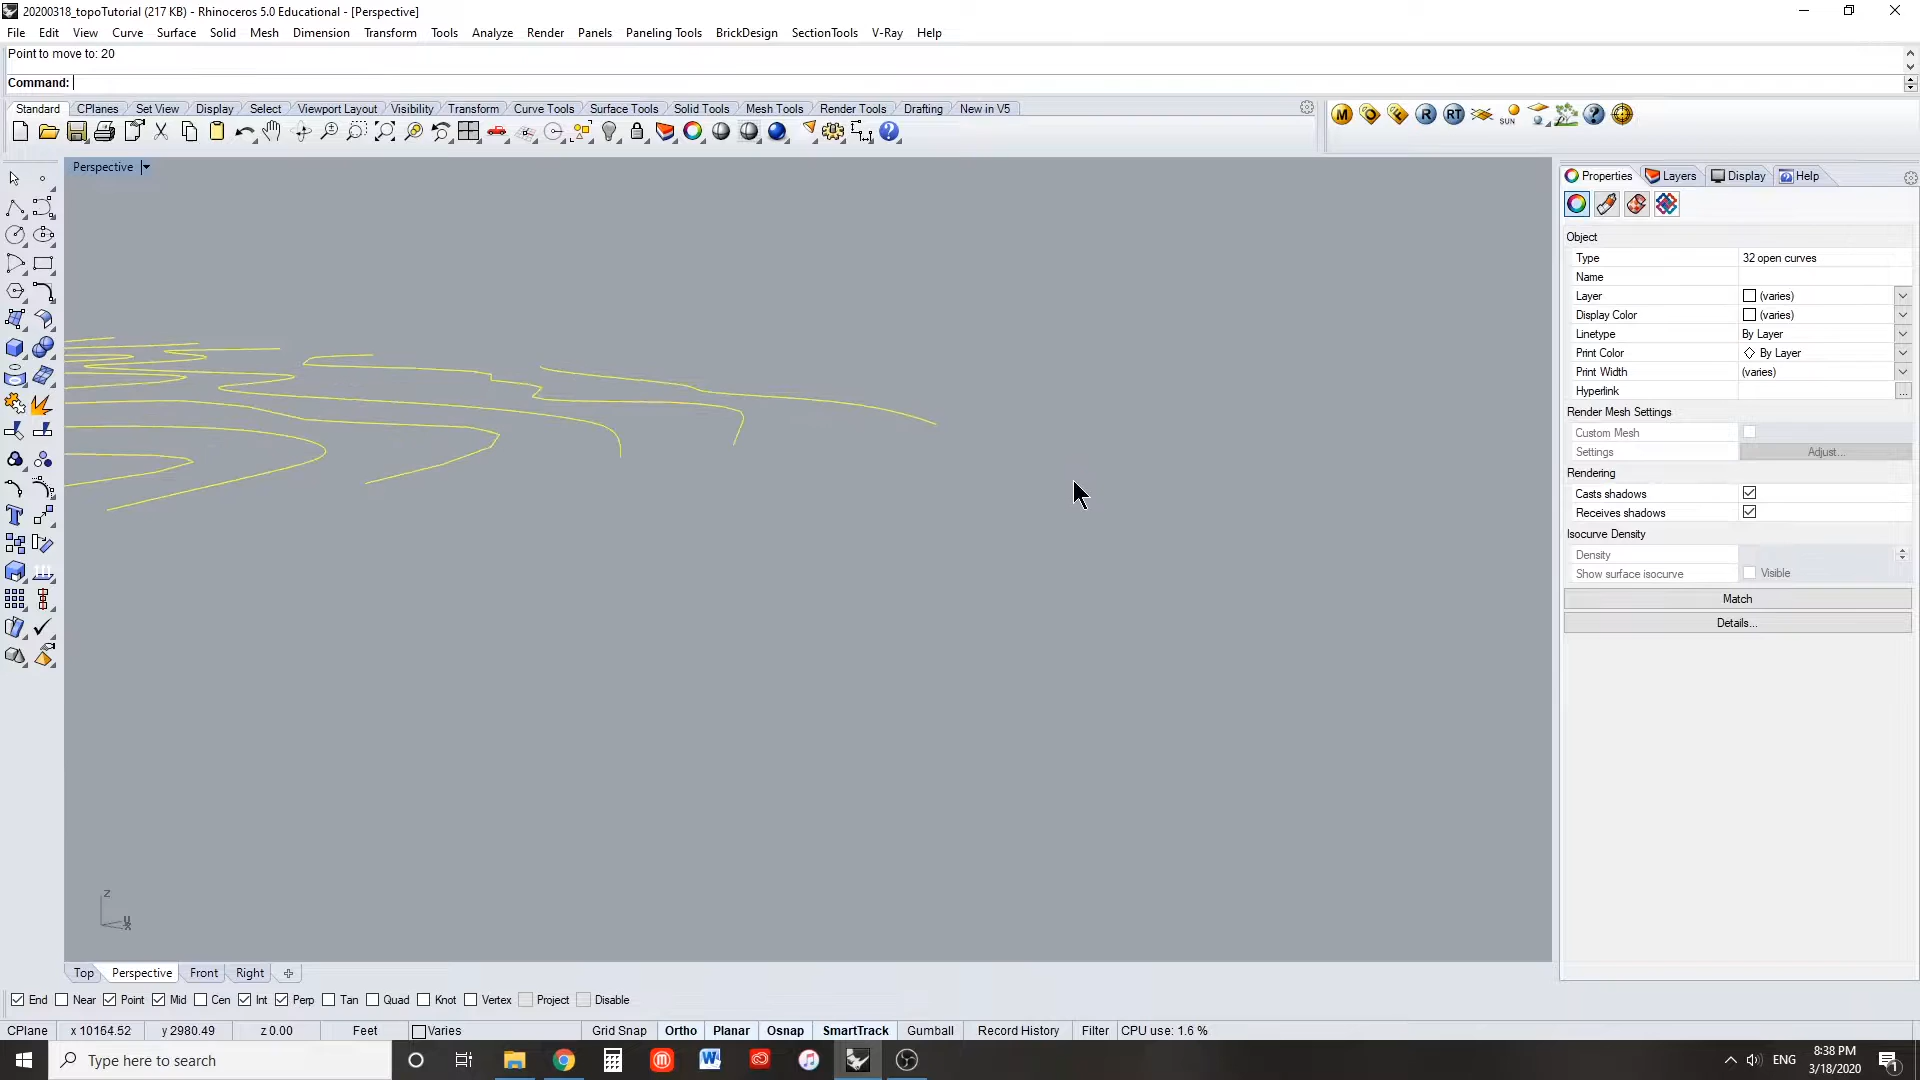 20200318_topoTutorial (217 KB) - Rhinoceros 5.0 Educational - [Perspective]
File Edit View Curve Surface Solid Mesh Dimension Transform Tools Analyze Render Panels Paneling Tools BrickDesign SectionTools V-Ray Help
Point to move to: 20
Command:
Standard CPlanes Set View Display Select Viewport Layout Visibility Transform Curve Tools Surface Tools Solid Tools Mesh Tools Render Tools Drafting New in V5
M O F R RT SUN
Perspective
Properties Layers Display Help
Object
Type 32 open curves
Name
Layer (varies)
Display Color (varies)
Linetype By Layer
Print Color By Layer
Print Width (varies)
Hyperlink ...
Render Mesh Settings
Custom Mesh
Settings Adjust...
Rendering
Casts shadows
Receives shadows
Isocurve Density
Density
Show surface isocurve Visible
Match
Details...
z
y
x
Top Perspective Front Right
End Near Point Mid Cen Int Perp Tan Quad Knot Vertex Project Disable
CPlane x 10164.52 y 2980.49 z 0.00 Feet Varies Grid Snap Ortho Planar Osnap SmartTrack Gumball Record History Filter CPU use: 1.6 %
Type here to search
ENG
8:38 PM
3/18/2020
1